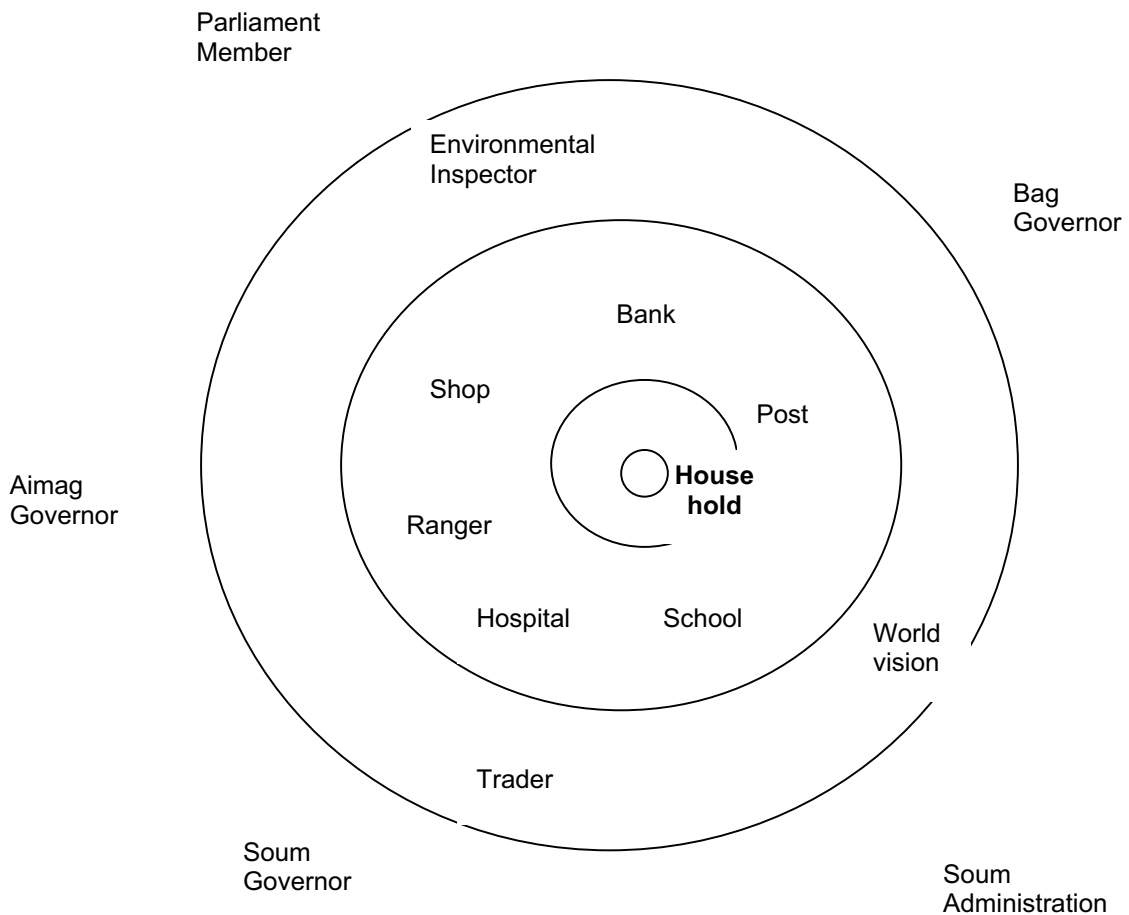 Parliament
Member
Environmental
Inspector
Bag
Governor
Bank
Shop
Post
House
hold
Aimag
Governor
Ranger
Hospital
School
World
vision
Trader
Soum
Governor
Soum
Administration